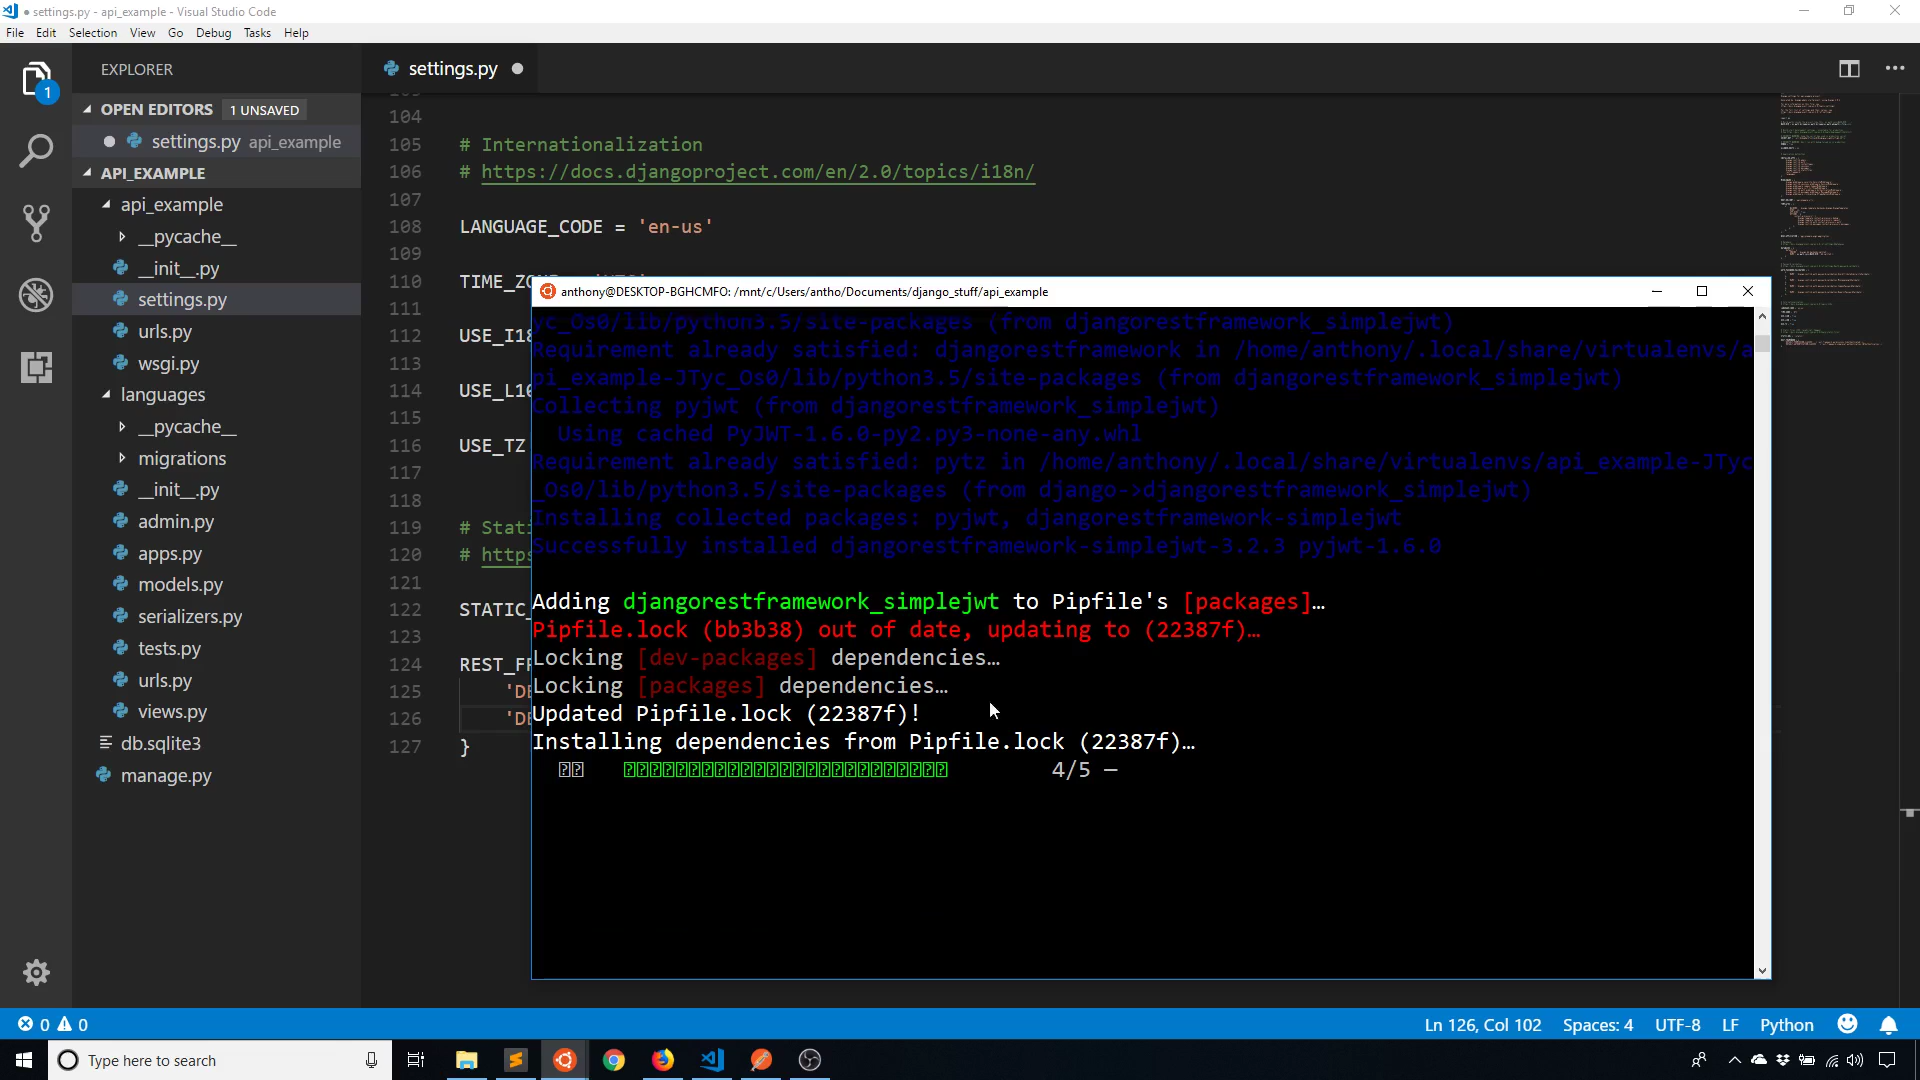 settings.py - api_example - Visual Studio Code
File Edit Selection View Go Debug Tasks Help
EXPLORER
settings.py
1
OPEN EDITORS 1 UNSAVED
settings.py api_example
API_EXAMPLE
api_example
__pycache__
__init__.py
settings.py
urls.py
wsgi.py
languages
__pycache__
migrations
__init__.py
admin.py
apps.py
models.py
serializers.py
tests.py
urls.py
views.py
db.sqlite3
manage.py
104
105 # Internationalization
106 # https://docs.djangoproject.com/en/2.0/topics/i18n/
107
108 LANGUAGE_CODE = 'en-us'
109
110 TIME_ZO
111
112 USE_I18
113
114 USE_L10
115
116 USE_TZ
117
118
119 # Stati
120 # https
121
122 STATIC_
123
124 REST_FR
125 'DE
126 'DE
127 }
anthony@DESKTOP-BGHCMFO: /mnt/c/Users/antho/Documents/django_stuff/api_example
yc_Os0/lib/python3.5/site-packages (from djangorestframework_simplejwt)
Requirement already satisfied: djangorestframework in /home/anthony/.local/share/virtualenvs/a
pi_example-JTyc_Os0/lib/python3.5/site-packages (from djangorestframework_simplejwt)
Collecting pyjwt (from djangorestframework_simplejwt)
Using cached PyJWT-1.6.0-py2.py3-none-any.whl
Requirement already satisfied: pytz in /home/anthony/.local/share/virtualenvs/api_example-JTyc
_Os0/lib/python3.5/site-packages (from django->djangorestframework_simplejwt)
Installing collected packages: pyjwt, djangorestframework-simplejwt
Successfully installed djangorestframework-simplejwt-3.2.3 pyjwt-1.6.0
Adding djangorestframework_simplejwt to Pipfile's [packages]…
Pipfile.lock (bb3b38) out of date, updating to (22387f)…
Locking [dev-packages] dependencies…
Locking [packages] dependencies…
Updated Pipfile.lock (22387f)!
Installing dependencies from Pipfile.lock (22387f)…
4/5 —
0 0
Ln 126, Col 102 Spaces: 4 UTF-8 LF Python
Type here to search